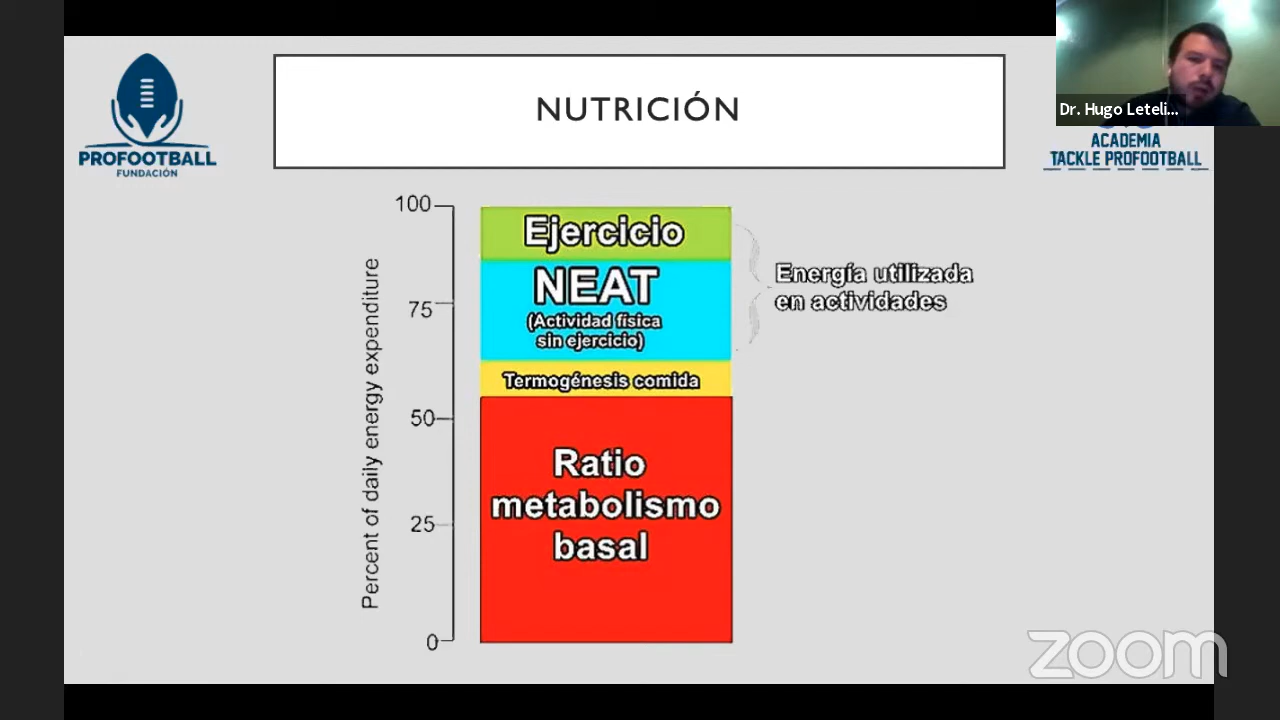 NUTRICIÓN
PROFOOTBALL
FUNDACIÓN
Dr. Hugo Leteli...
ACADEMIA
TACKLE PROFOOTBALL
Percent of daily energy expenditure
100
75
50
25
0
Ejercicio
NEAT
(Actividad física
sin ejercicio)
Termogénesis comida
Ratio
metabolismo
basal
Energía utilizada
en actividades
zoom